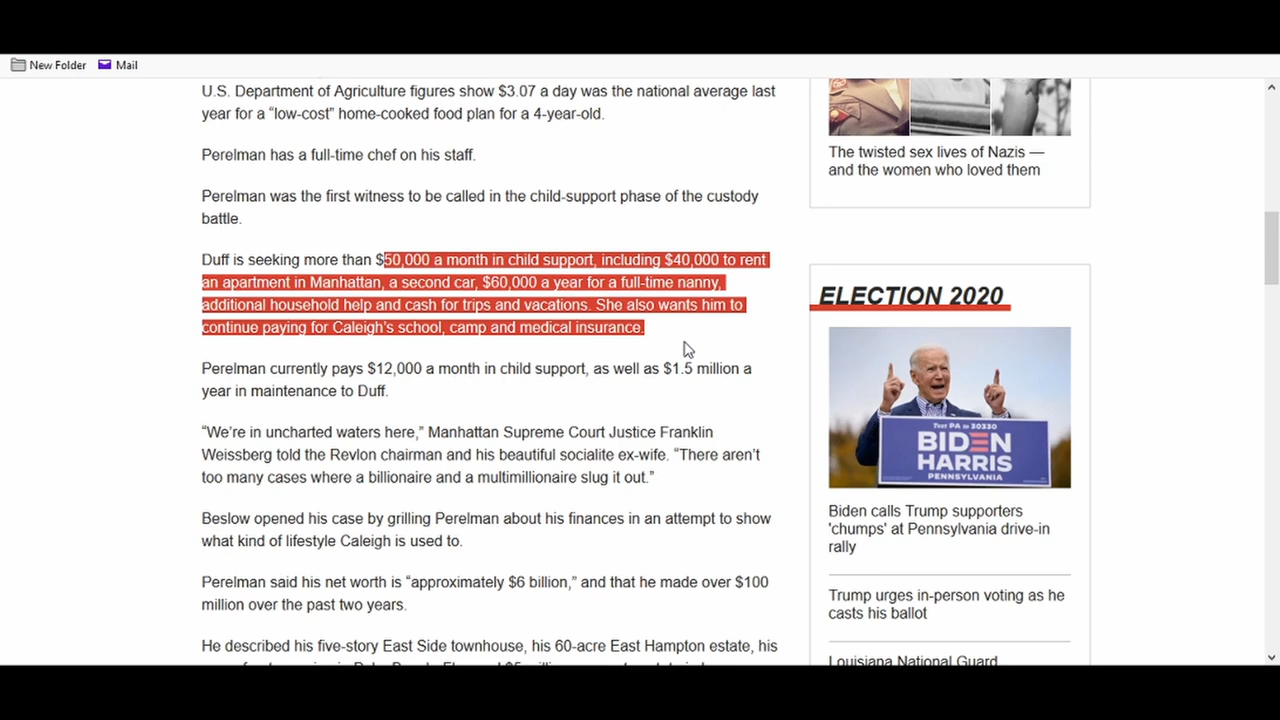 New Folder
Mail
U.S. Department of Agriculture figures show $3.07 a day was the national average last
year for a “low-cost” home-cooked food plan for a 4-year-old.
Perelman has a full-time chef on his staff.
Perelman was the first witness to be called in the child-support phase of the custody
battle.
Duff is seeking more than $50,000 a month in child support, including $40,000 to rent
an apartment in Manhattan, a second car, $60,000 a year for a full-time nanny,
additional household help and cash for trips and vacations. She also wants him to
continue paying for Caleigh’s school, camp and medical insurance.
Perelman currently pays $12,000 a month in child support, as well as $1.5 million a
year in maintenance to Duff.
“We’re in uncharted waters here,” Manhattan Supreme Court Justice Franklin
Weissberg told the Revlon chairman and his beautiful socialite ex-wife. “There aren’t
too many cases where a billionaire and a multimillionaire slug it out.”
Beslow opened his case by grilling Perelman about his finances in an attempt to show
what kind of lifestyle Caleigh is used to.
Perelman said his net worth is “approximately $6 billion,” and that he made over $100
million over the past two years.
He described his five-story East Side townhouse, his 60-acre East Hampton estate, his
The twisted sex lives of Nazis —
and the women who loved them
ELECTION 2020
Text PA to 30330
BIDEN
HARRIS
PENNSYLVANIA
Biden calls Trump supporters
'chumps' at Pennsylvania drive-in
rally
Trump urges in-person voting as he
casts his ballot
Louisiana National Guard